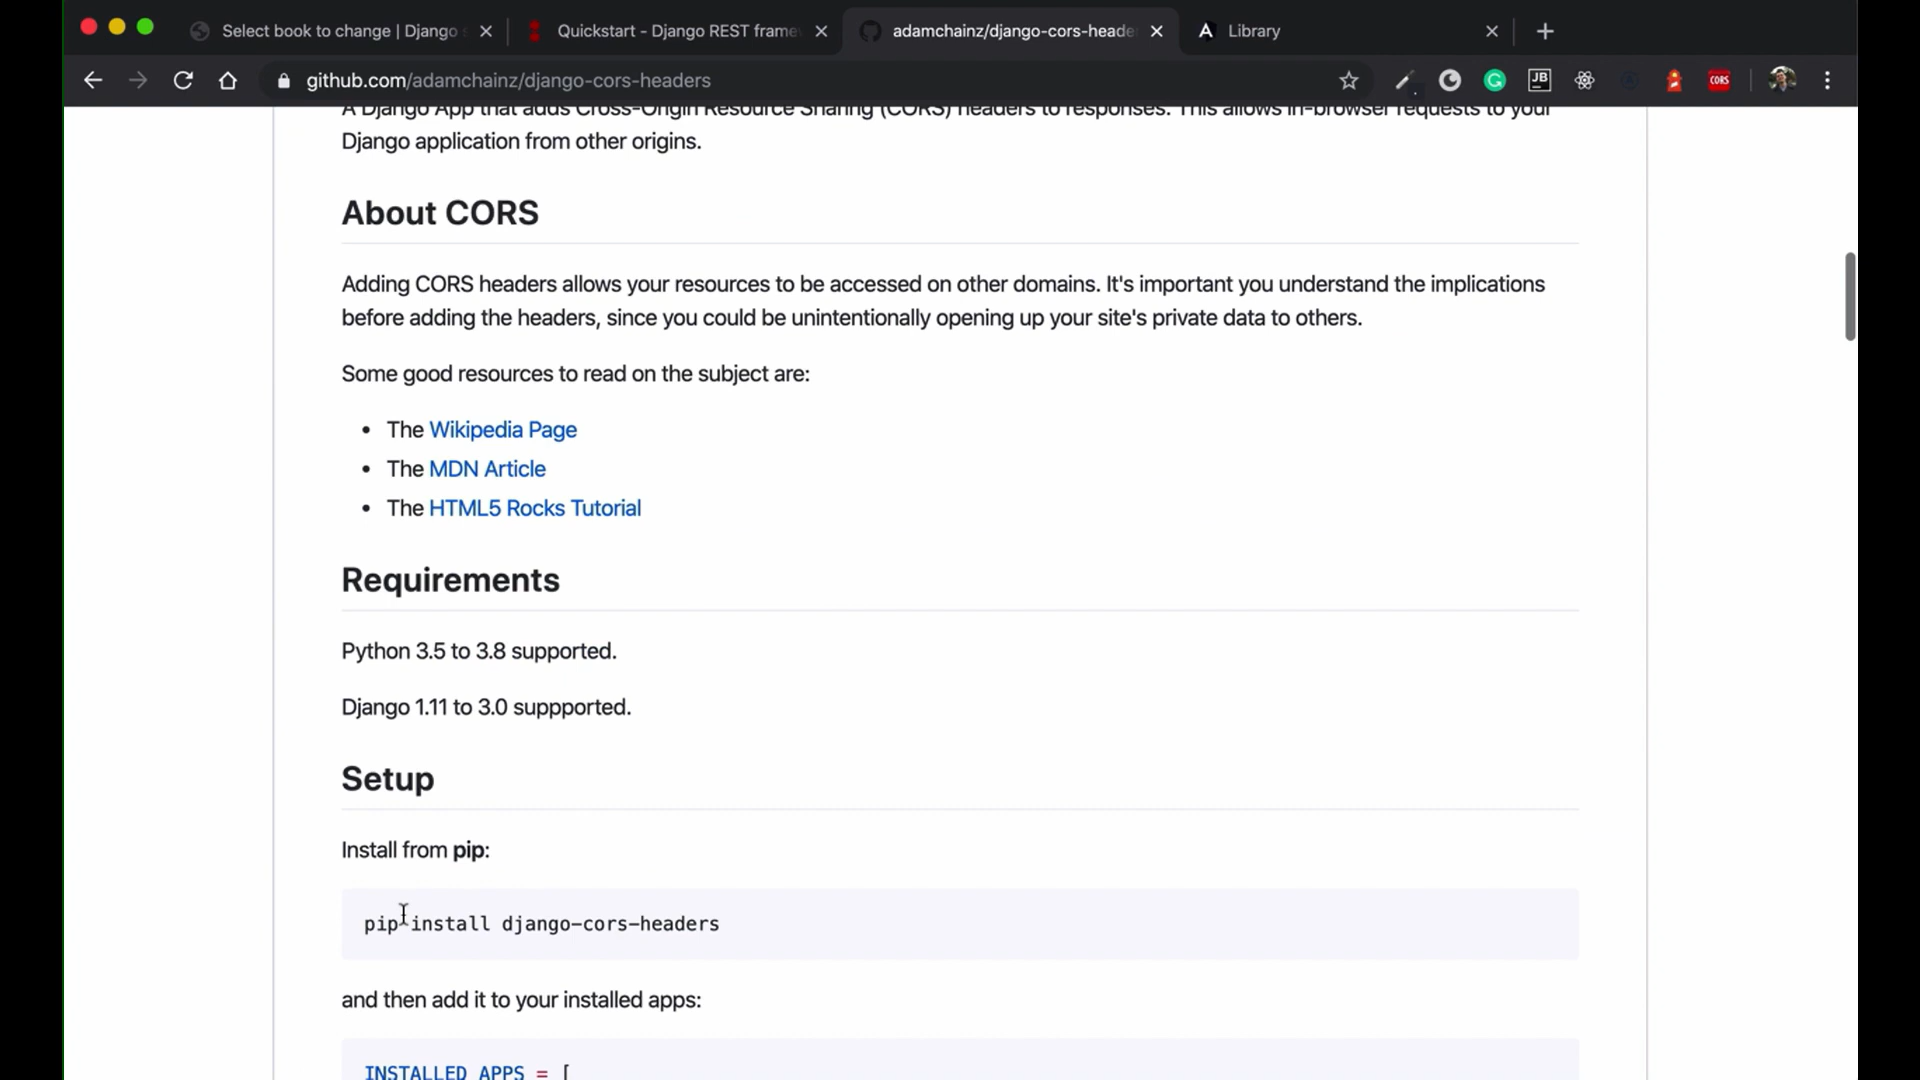 Select book to change | Django s
Quickstart - Django REST frame
adamchainz/django-cors-heade
Library
github.com/adamchainz/django-cors-headers
JB
CORS
A Django App that adds Cross-Origin Resource Sharing (CORS) headers to responses. This allows in-browser requests to your
Django application from other origins.
About CORS
Adding CORS headers allows your resources to be accessed on other domains. It's important you understand the implications
before adding the headers, since you could be unintentionally opening up your site's private data to others.
Some good resources to read on the subject are:
• The Wikipedia Page
• The MDN Article
• The HTML5 Rocks Tutorial
Requirements
Python 3.5 to 3.8 supported.
Django 1.11 to 3.0 suppported.
Setup
Install from pip:
pip install django-cors-headers
and then add it to your installed apps:
INSTALLED_APPS = [